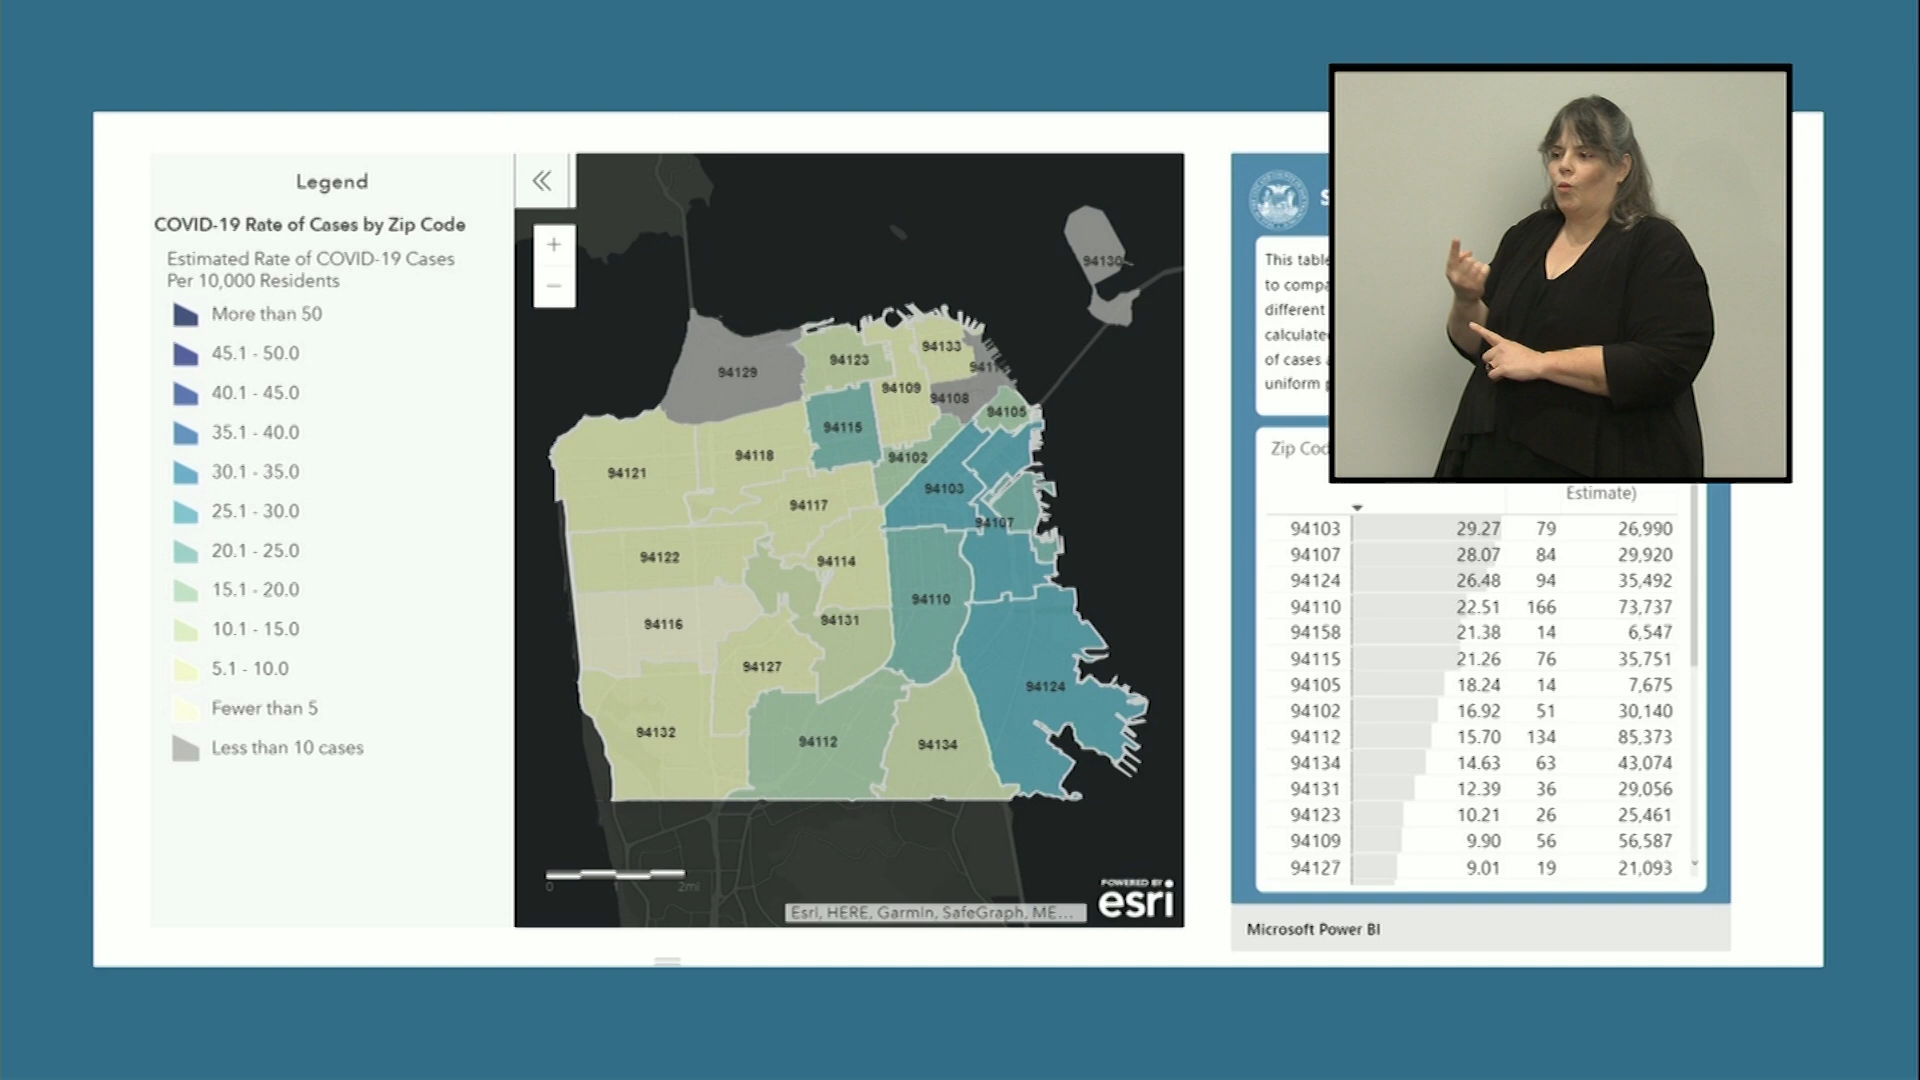 Legend
COVID-19 Rate of Cases by Zip Code
Estimated Rate of COVID-19 Cases
Per 10,000 Residents
More than 50
45.1 - 50.0
40.1 - 45.0
35.1 - 40.0
30.1 - 35.0
25.1 - 30.0
20.1 - 25.0
15.1 - 20.0
10.1 - 15.0
5.1 - 10.0
Fewer than 5
Less than 10 cases
94130
94133
94123
94129
9411
94109
94108
94105
94115
94118
94102
94121
94103
94117
94107
94122
94114
94110
94116
94131
94127
94124
94132
94112
94134
0 1 2mi
POWERED BY
esri
Esri, HERE, Garmin, SafeGraph, ME...
S
This table
to compa
different
calculate
of cases
uniform p
Zip Cod
Estimate)
94103 29.27 79 26,990
94107 28.07 84 29,920
94124 26.48 94 35,492
94110 22.51 166 73,737
94158 21.38 14 6,547
94115 21.26 76 35,751
94105 18.24 14 7,675
94102 16.92 51 30,140
94112 15.70 134 85,373
94134 14.63 63 43,074
94131 12.39 36 29,056
94123 10.21 26 25,461
94109 9.90 56 56,587
94127 9.01 19 21,093
Microsoft Power BI